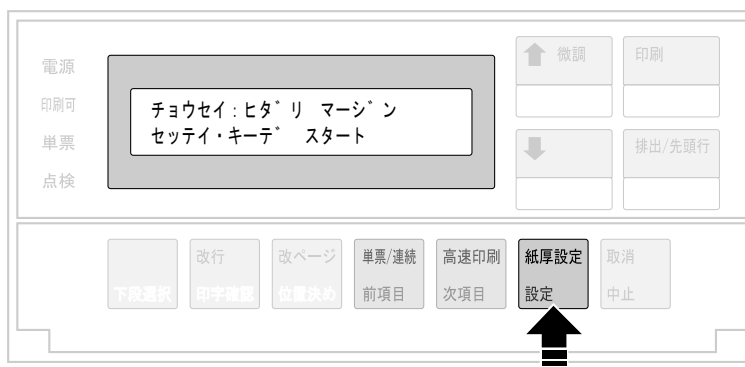 電源
印刷可
単票
点検
チョウセイ:ヒダリ マージン
セッテイ・キーデ スタート
微調
印刷
排出/先頭行
下段選択
改行
印字確認
改ページ
位置決め
単票/連続
前項目
高速印刷
次項目
紙厚設定
設定
取消
中止